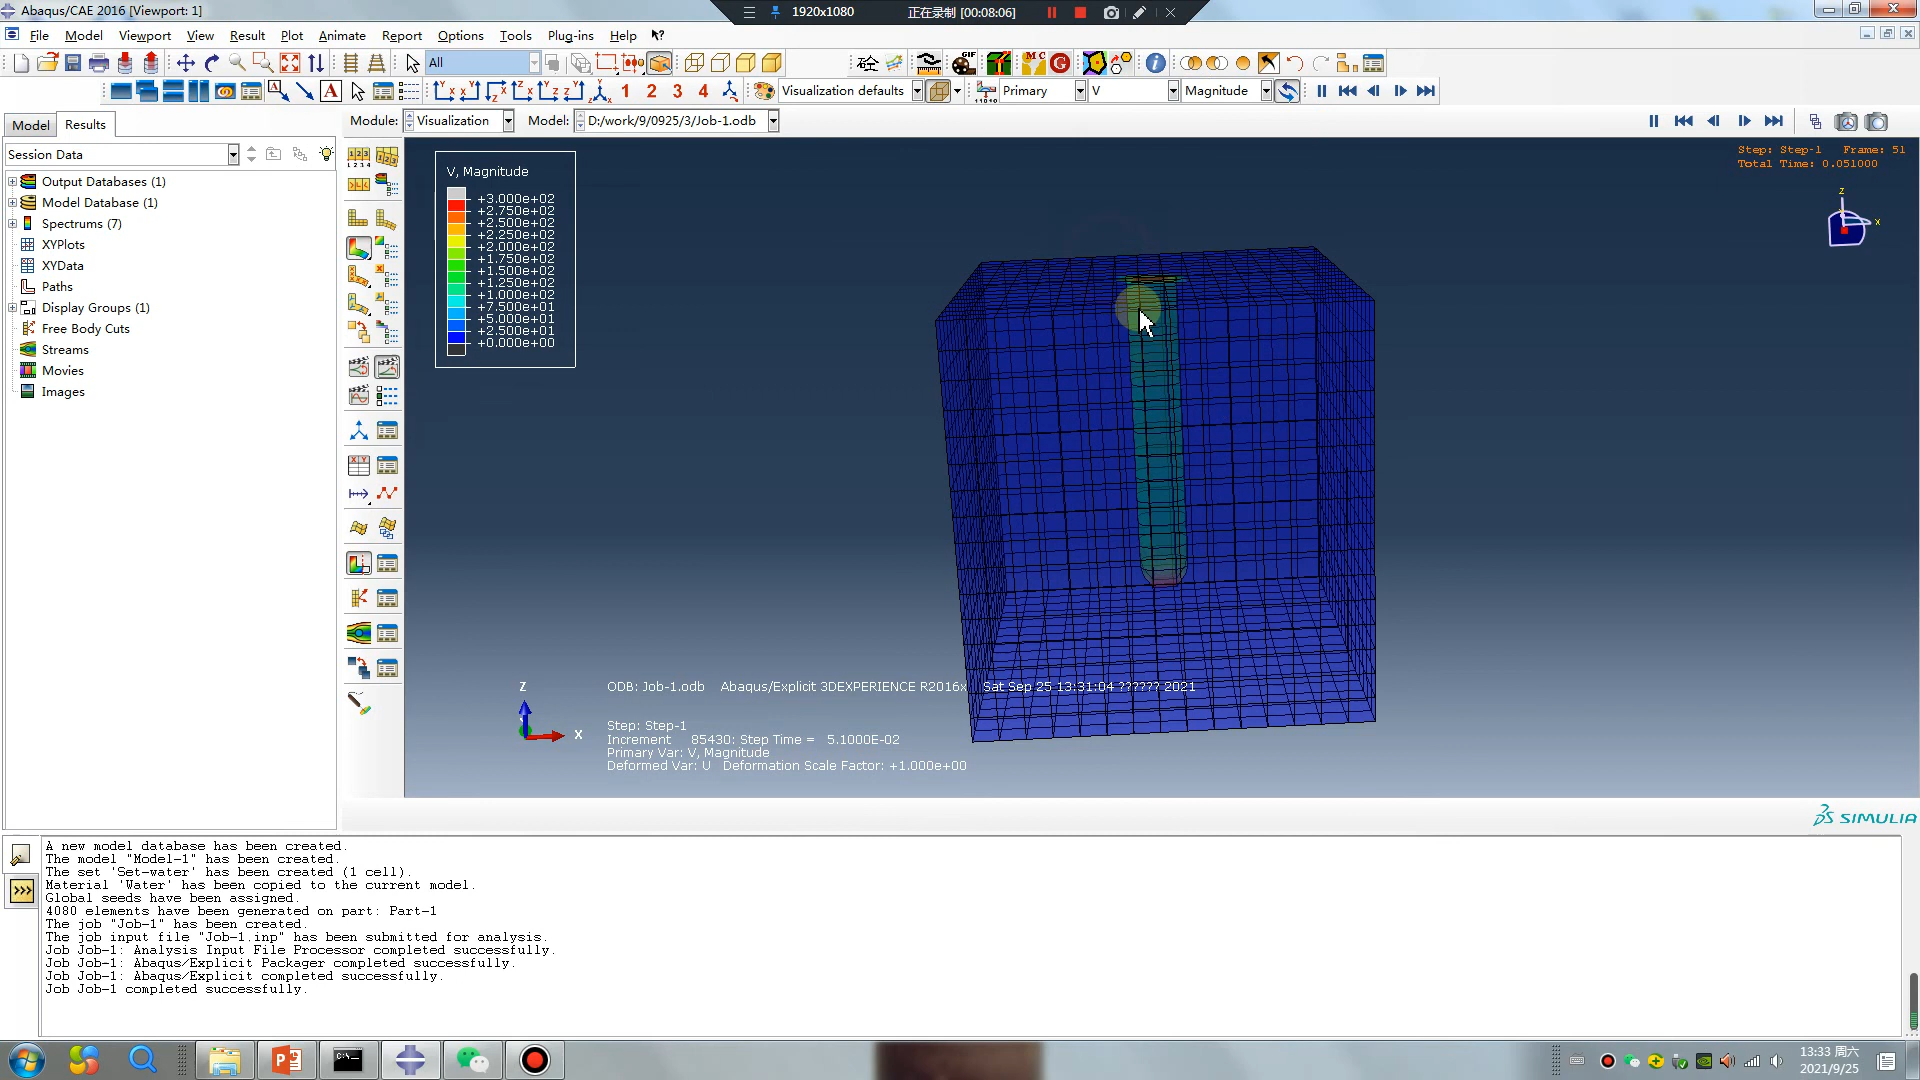 Abaqus/CAE 2016 [Viewport: 1]
1920x1080
正在录制 [00:08:06]
File Model Viewport View Result Plot Animate Report Options Tools Plug-ins Help
All
砼
GIF
1 2 3 4
Visualization defaults
Primary
V
Magnitude
Model Results
Module: Visualization
Model: D:/work/9/0925/3/Job-1.odb
Session Data
Output Databases (1)
Model Database (1)
Spectrums (7)
XYPlots
XYData
Paths
Display Groups (1)
Free Body Cuts
Streams
Movies
Images
V, Magnitude
+3.000e+02
+2.750e+02
+2.500e+02
+2.250e+02
+2.000e+02
+1.750e+02
+1.500e+02
+1.250e+02
+1.000e+02
+7.500e+01
+5.000e+01
+2.500e+01
+0.000e+00
Step: Step-1 Frame: 51
Total Time: 0.051000
Z
X
Z
X
ODB: Job-1.odb Abaqus/Explicit 3DEXPERIENCE R2016x Sat Sep 25 13:31:04 ?????? 2021
Step: Step-1
Increment 85430: Step Time = 5.1000E-02
Primary Var: V, Magnitude
Deformed Var: U Deformation Scale Factor: +1.000e+00
SIMULIA
A new model database has been created.
The model "Model-1" has been created.
The set 'Set-water' has been created (1 cell).
Material 'Water' has been copied to the current model.
Global seeds have been assigned.
4080 elements have been generated on part: Part-1
The job "Job-1" has been created.
The job input file "Job-1.inp" has been submitted for analysis.
Job Job-1: Analysis Input File Processor completed successfully.
Job Job-1: Abaqus/Explicit Packager completed successfully.
Job Job-1: Abaqus/Explicit completed successfully.
Job Job-1 completed successfully.
13:33 周六
2021/9/25